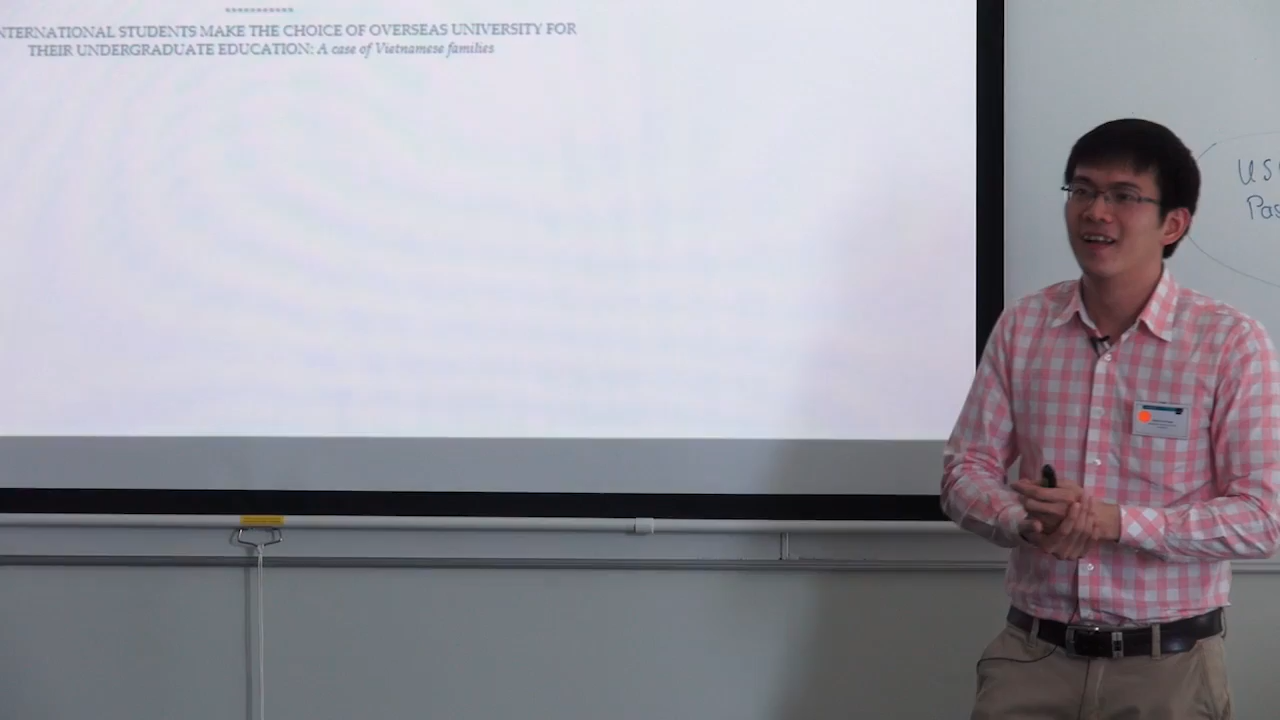 NTERNATIONAL STUDENTS MAKE THE CHOICE OF OVERSEAS UNIVERSITY FOR
THEIR UNDERGRADUATE EDUCATION: A case of Vietnamese families
US
Pas